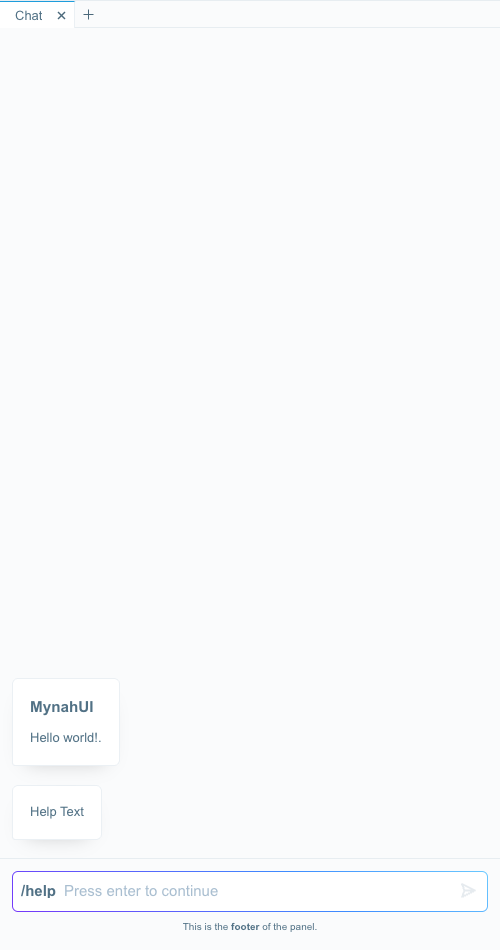 Chat
MynahUI
Hello world!.
Help Text
/help Press enter to continue
This is the footer of the panel.